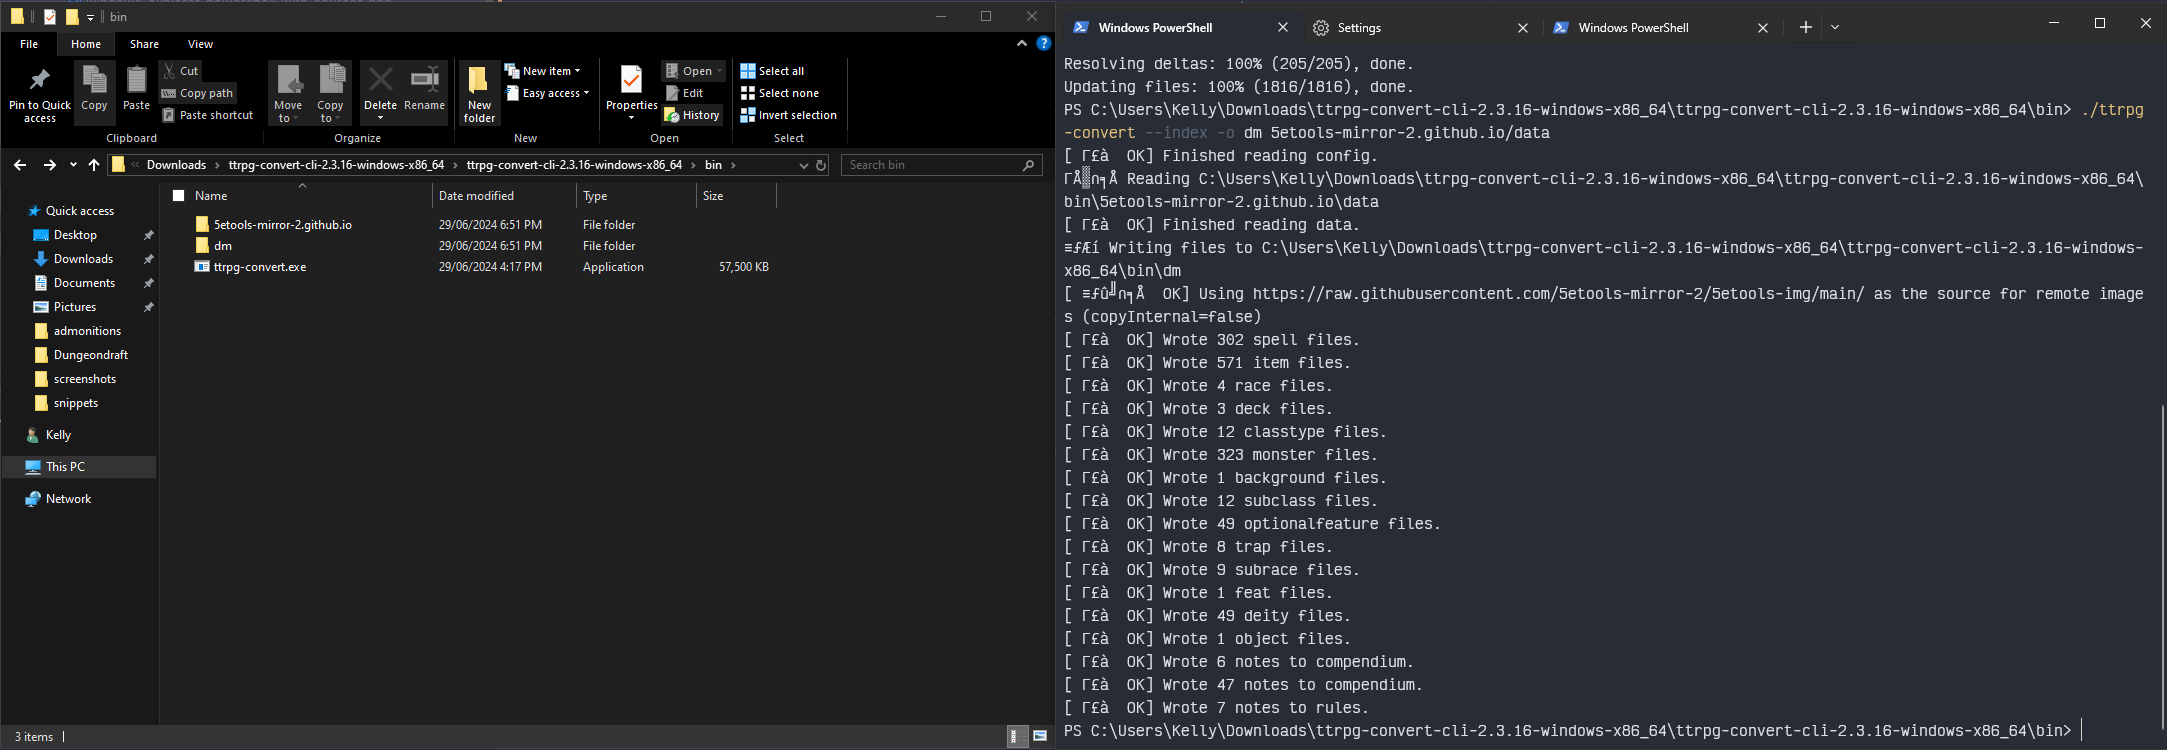 bin
File Home Share View
Pin to Quick access
Copy
Paste
Cut
Copy path
Paste shortcut
Clipboard
Move to
Copy to
Delete
Rename
Organize
New folder
New item
Easy access
New
Properties
Open
Edit
History
Open
Select all
Select none
Invert selection
Select
« Downloads › ttrpg-convert-cli-2.3.16-windows-x86_64 › ttrpg-convert-cli-2.3.16-windows-x86_64 › bin ›
Search bin
Name Date modified Type Size
5etools-mirror-2.github.io 29/06/2024 6:51 PM File folder
dm 29/06/2024 6:51 PM File folder
ttrpg-convert.exe 29/06/2024 4:17 PM Application 57,500 KB
Quick access
Desktop
Downloads
Documents
Pictures
admonitions
Dungeondraft
screenshots
snippets
Kelly
This PC
Network
3 items
Windows PowerShell
Settings
Windows PowerShell
Resolving deltas: 100% (205/205), done.
Updating files: 100% (1816/1816), done.
PS C:\Users\Kelly\Downloads\ttrpg-convert-cli-2.3.16-windows-x86_64\ttrpg-convert-cli-2.3.16-windows-x86_64\bin> ./ttrpg
-convert --index -o dm 5etools-mirror-2.github.io/data
[ Γ£à  OK] Finished reading config.
ΓÅ▒∩╕Å Reading C:\Users\Kelly\Downloads\ttrpg-convert-cli-2.3.16-windows-x86_64\ttrpg-convert-cli-2.3.16-windows-x86_64\
bin\5etools-mirror-2.github.io\data
[ Γ£à  OK] Finished reading data.
≡ƒÆí Writing files to C:\Users\Kelly\Downloads\ttrpg-convert-cli-2.3.16-windows-x86_64\ttrpg-convert-cli-2.3.16-windows-
x86_64\bin\dm
[ ≡ƒû╝∩╕Å  OK] Using https://raw.githubusercontent.com/5etools-mirror-2/5etools-img/main/ as the source for remote image
s (copyInternal=false)
[ Γ£à  OK] Wrote 302 spell files.
[ Γ£à  OK] Wrote 571 item files.
[ Γ£à  OK] Wrote 4 race files.
[ Γ£à  OK] Wrote 3 deck files.
[ Γ£à  OK] Wrote 12 classtype files.
[ Γ£à  OK] Wrote 323 monster files.
[ Γ£à  OK] Wrote 1 background files.
[ Γ£à  OK] Wrote 12 subclass files.
[ Γ£à  OK] Wrote 49 optionalfeature files.
[ Γ£à  OK] Wrote 8 trap files.
[ Γ£à  OK] Wrote 9 subrace files.
[ Γ£à  OK] Wrote 1 feat files.
[ Γ£à  OK] Wrote 49 deity files.
[ Γ£à  OK] Wrote 1 object files.
[ Γ£à  OK] Wrote 6 notes to compendium.
[ Γ£à  OK] Wrote 47 notes to compendium.
[ Γ£à  OK] Wrote 7 notes to rules.
PS C:\Users\Kelly\Downloads\ttrpg-convert-cli-2.3.16-windows-x86_64\ttrpg-convert-cli-2.3.16-windows-x86_64\bin>